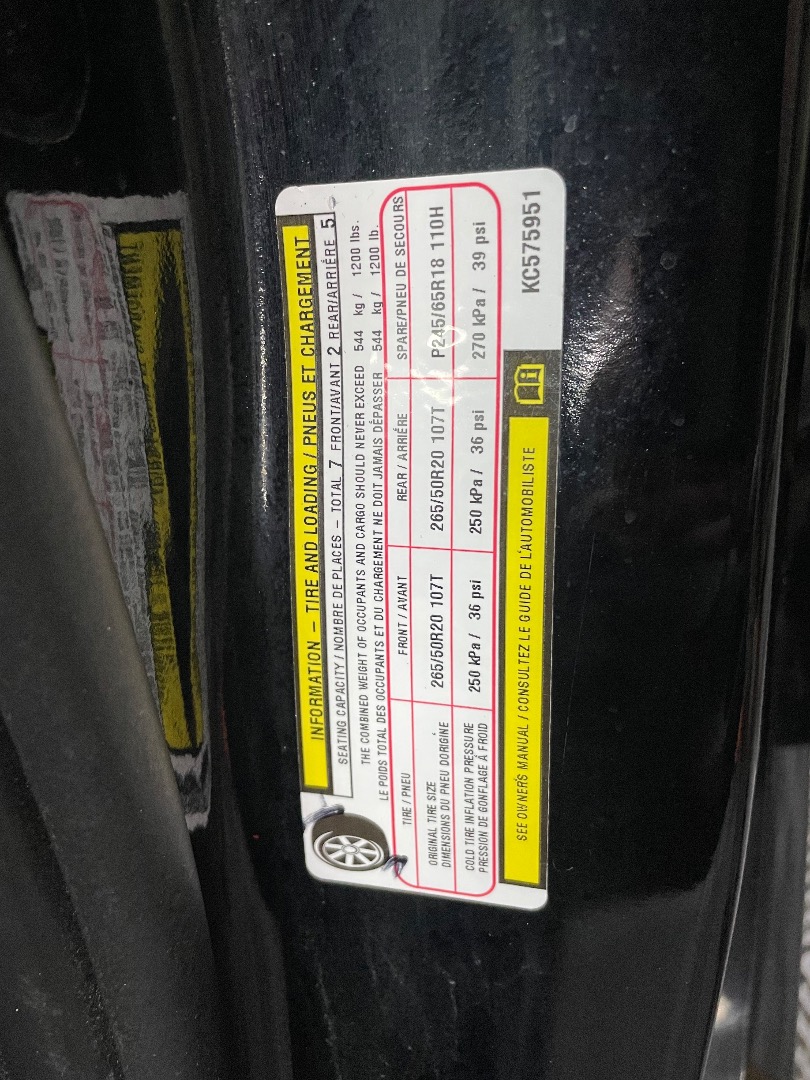 INFORMATION – TIRE AND LOADING / PNEUS ET CHARGEMENT
SEATING CAPACITY / NOMBRE DE PLACES – TOTAL 7 FRONT/AVANT 2 REAR/ARRIÉRE 5
THE COMBINED WEIGHT OF OCCUPANTS AND CARGO SHOULD NEVER EXCEED 544 kg / 1200 lbs.
LE POIDS TOTAL DES OCCUPANTS ET DU CHARGEMENT NE DOIT JAMAIS DÉPASSER 544 kg / 1200 lb.
TIRE / PNEU FRONT / AVANT REAR / ARRIÉRE SPARE/PNEU DE SECOURS
ORIGINAL TIRE SIZE
DIMENSIONS DU PNEU DORIGINE 265/50R20 107T 265/50R20 107T P245/65R18 110H
COLD TIRE INFLATION PRESSURE
PRESSION DE GONFLAGE À FROID 250 kPa / 36 psi 250 kPa / 36 psi 270 kPa / 39 psi
SEE OWNER'S MANUAL / CONSULTEZ LE GUIDE DE L'AUTOMOBILISTE
KC575951